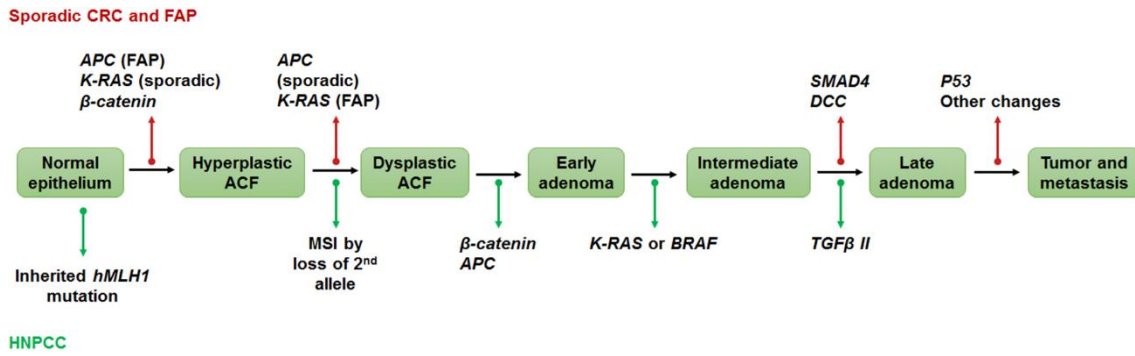 Sporadic CRC and FAP
APC (FAP)
K-RAS (sporadic)
β-catenin
APC
(sporadic)
K-RAS (FAP)
SMAD4
DCC
P53
Other changes
Normal
epithelium
Hyperplastic
ACF
Dysplastic
ACF
Early
adenoma
Intermediate
adenoma
Late
adenoma
Tumor and
metastasis
Inherited hMLH1
mutation
MSI by
loss of 2nd
allele
β-catenin
APC
K-RAS or BRAF
TGFβ II
HNPCC